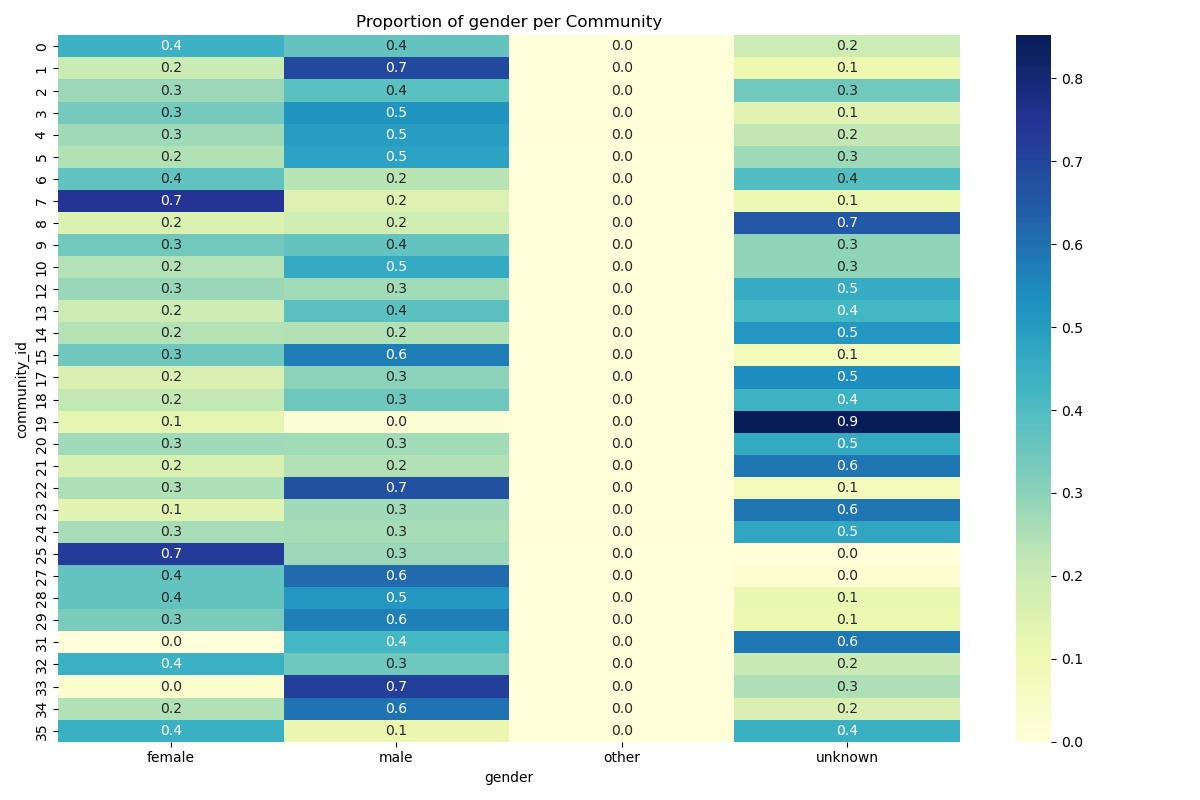 Proportion of gender per Community
0 0.4 0.4 0.0 0.2
1 0.2 0.7 0.0 0.1 0.8
2 0.3 0.4 0.0 0.3
3 0.3 0.5 0.0 0.1
4 0.3 0.5 0.0 0.2
5 0.2 0.5 0.0 0.3 0.7
6 0.4 0.2 0.0 0.4
7 0.7 0.2 0.0 0.1
8 0.2 0.2 0.0 0.7
9 0.3 0.4 0.0 0.3 0.6
10 0.2 0.5 0.0 0.3
12 0.3 0.3 0.0 0.5
13 0.2 0.4 0.0 0.4
14 0.2 0.2 0.0 0.5 0.5
15 0.3 0.6 0.0 0.1
17 0.2 0.3 0.0 0.5
community_id
18 0.2 0.3 0.0 0.4 0.4
19 0.1 0.0 0.0 0.9
20 0.3 0.3 0.0 0.5
21 0.2 0.2 0.0 0.6
22 0.3 0.7 0.0 0.1 0.3
23 0.1 0.3 0.0 0.6
24 0.3 0.3 0.0 0.5
25 0.7 0.3 0.0 0.0
27 0.4 0.6 0.0 0.0 0.2
28 0.4 0.5 0.0 0.1
29 0.3 0.6 0.0 0.1
31 0.0 0.4 0.0 0.6
32 0.4 0.3 0.0 0.2 0.1
33 0.0 0.7 0.0 0.3
34 0.2 0.6 0.0 0.2
35 0.4 0.1 0.0 0.4 0.0
female male other unknown
gender